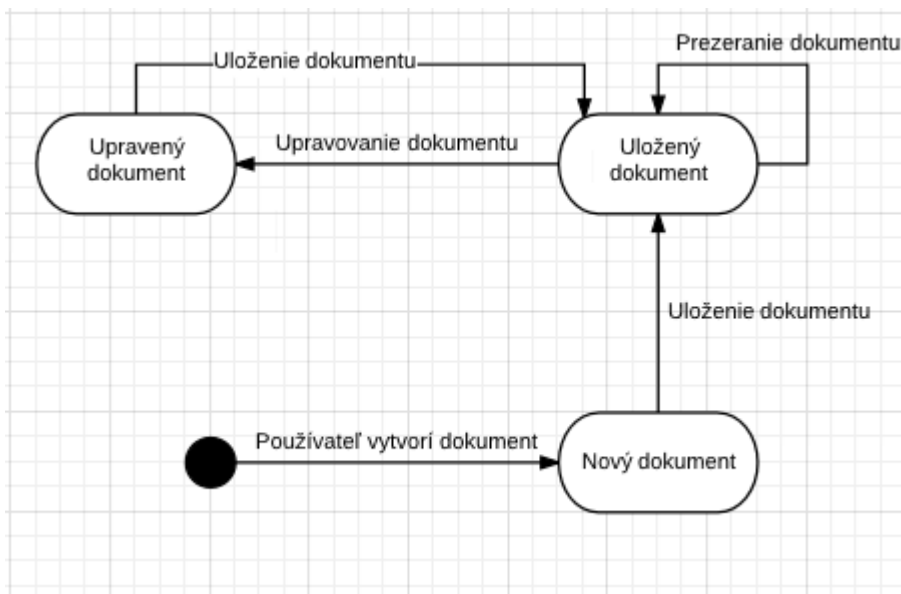 Prezeranie dokumentu
Uloženie dokumentu
Upravený
dokument
Upravovanie dokumentu
Uložený
dokument
Uloženie dokumentu
Používateľ vytvorí dokument
Nový dokument